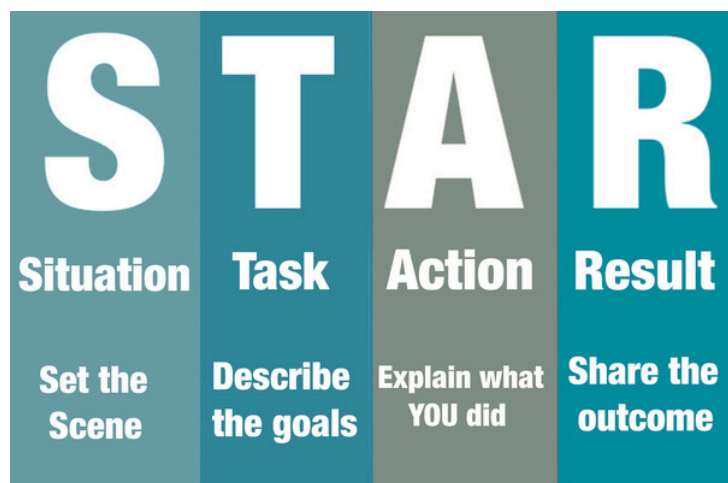 S T A R
Situation Task Action Result
Set the Describe Explain what Share the
Scene the goals YOU did outcome